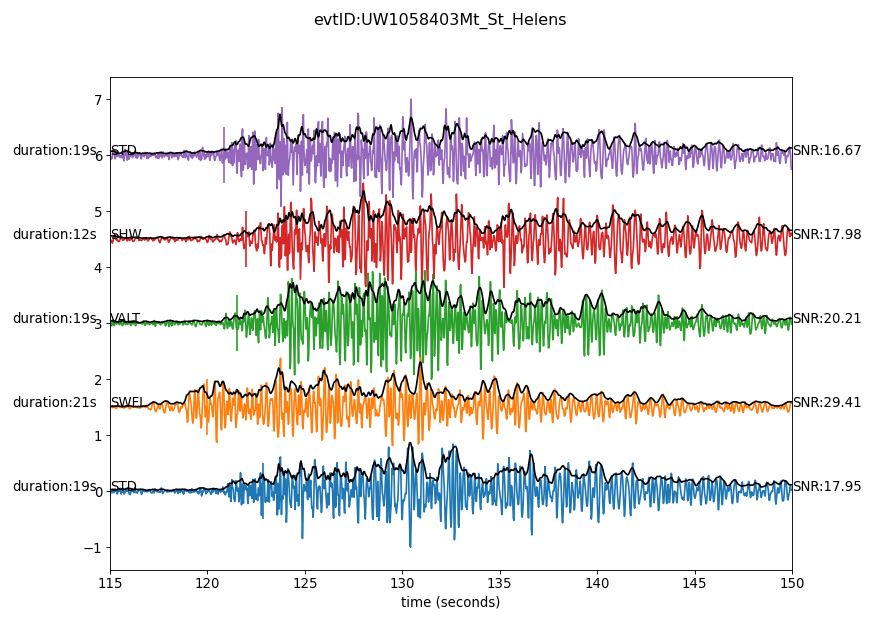 evtID:UW1058403Mt_St_Helens
7
duration:19s STD SNR:16.67
6
5
duration:12s SHW SNR:17.98
4
duration:19s VALT SNR:20.21
3
2
duration:21s SWFL SNR:29.41
1
duration:19s STD SNR:17.95
0
−1
115 120 125 130 135 140 145 150
time (seconds)